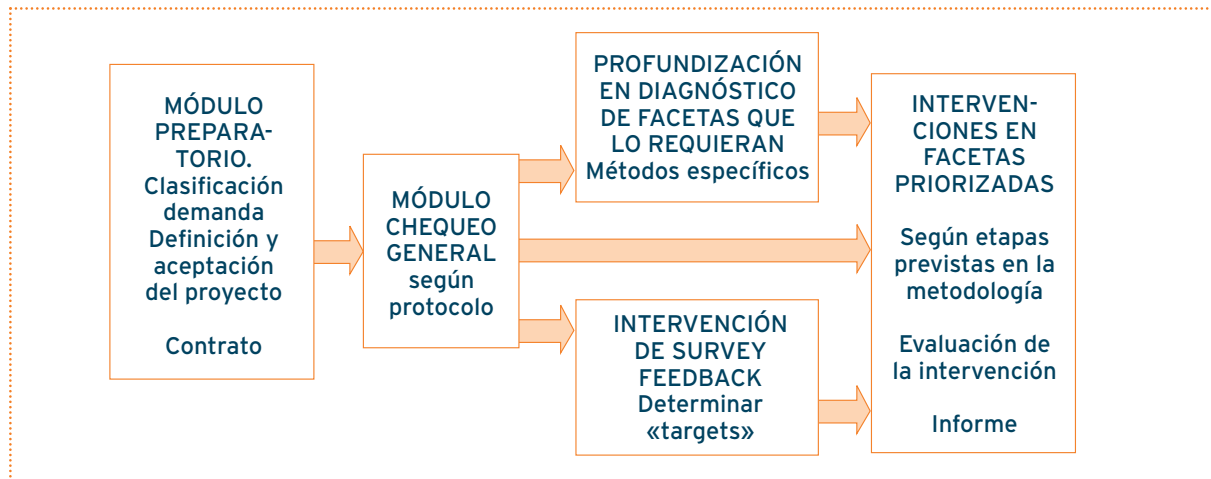 MÓDULO
PREPARA-
TORIO.
Clasificación
demanda
Definición y
aceptación
del proyecto
Contrato
MÓDULO
CHEQUEO
GENERAL
según
protocolo
PROFUNDIZACIÓN
EN DIAGNÓSTICO
DE FACETAS QUE
LO REQUIERAN
Métodos específicos
INTERVENCIÓN
DE SURVEY
FEEDBACK
Determinar
«targets»
INTERVEN-
CIONES EN
FACETAS
PRIORIZADAS
Según etapas
previstas en la
metodología
Evaluación de
la intervención
Informe